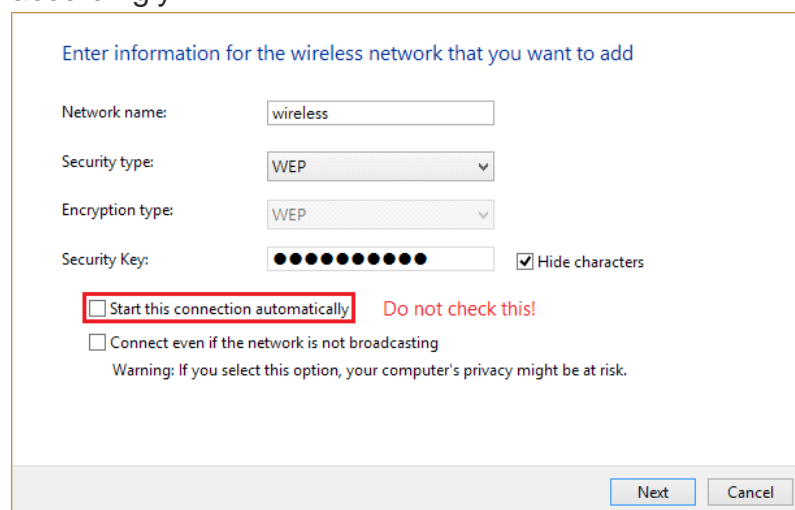 Enter information for the wireless network that you want to add
Network name: wireless
Security type: WEP
Encryption type: WEP
Security Key: ●●●●●●●●●● Hide characters
Start this connection automatically Do not check this!
Connect even if the network is not broadcasting
Warning: If you select this option, your computer's privacy might be at risk.
Next Cancel